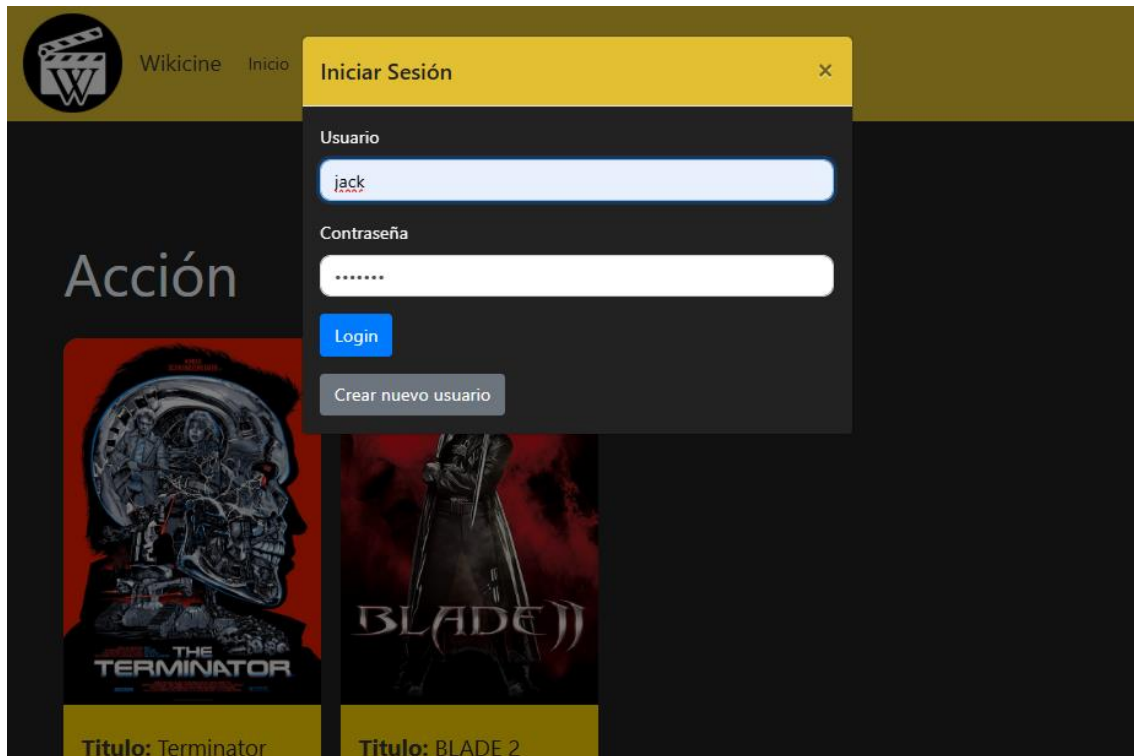 W
Wikicine Inicio
Iniciar Sesión ×
Usuario
jack
Contraseña
•••••••
Login
Crear nuevo usuario
Acción
THE
TERMINATOR
BLADE II
Titulo: Terminator
Titulo: BLADE 2